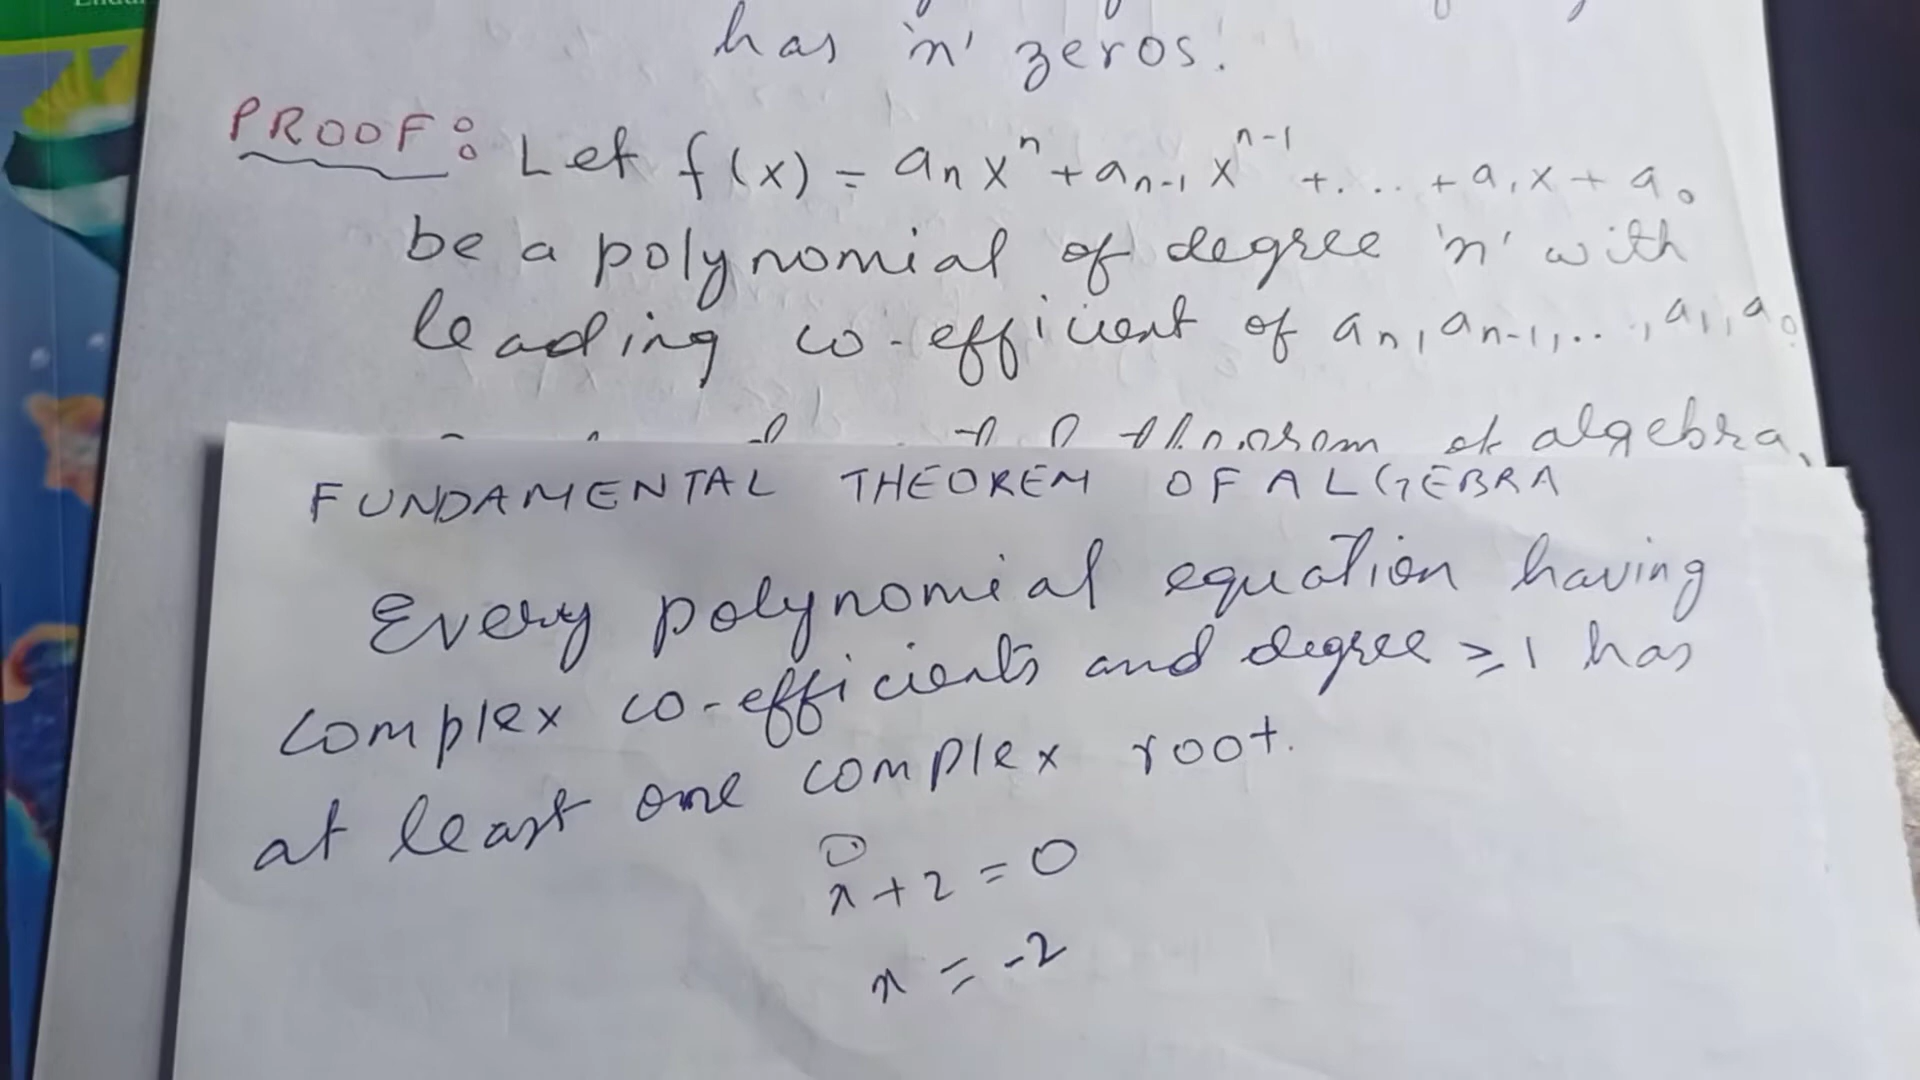 has 'n' zeros.
PROOF: Let f(x) = aₙxⁿ + aₙ₋₁xⁿ⁻¹ + ... + a₁x + a₀
be a polynomial of degree 'n' with
leading co-efficient of aₙ, aₙ₋₁, .., a₁, a₀
theorem of algebra,
FUNDAMENTAL THEOREM OF ALGEBRA
Every polynomial equation having
complex co-efficients and degree ≥ 1 has
at least one complex root.
x + 2 = 0
x = -2